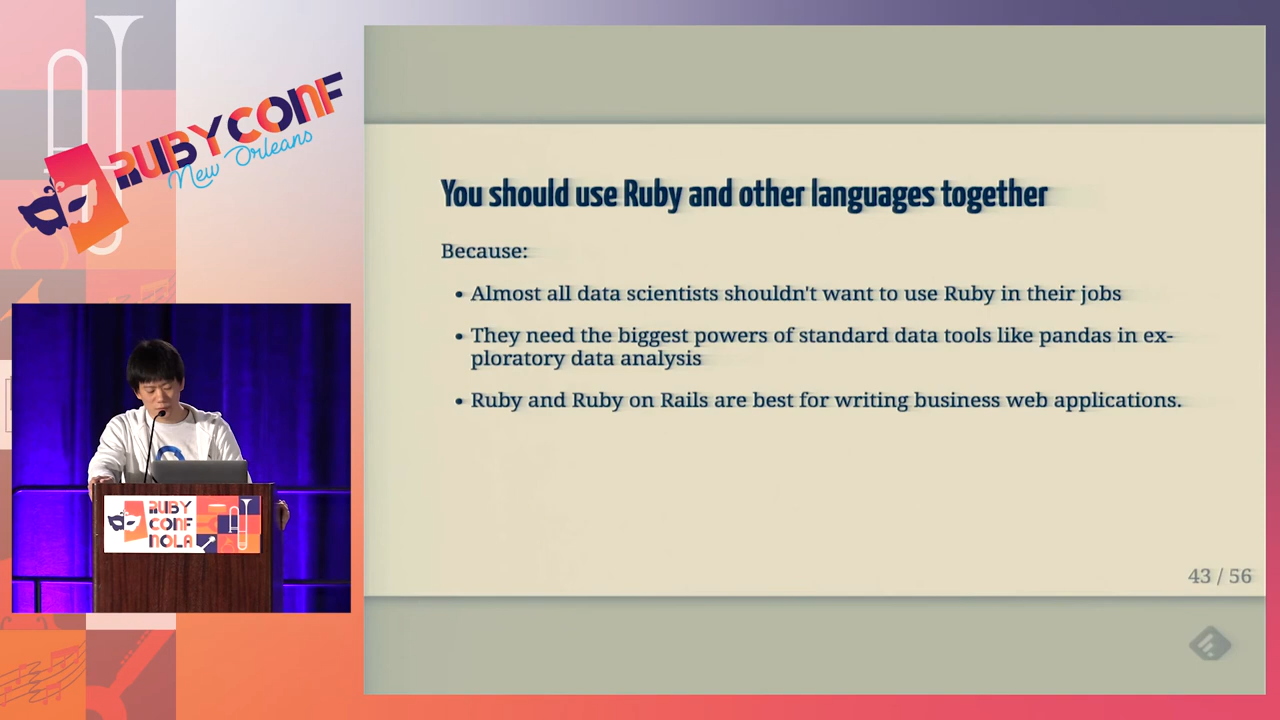 RUBYCONF
New Orleans
You should use Ruby and other languages together
Because:
• Almost all data scientists shouldn't want to use Ruby in their jobs
• They need the biggest powers of standard data tools like pandas in ex-
ploratory data analysis
• Ruby and Ruby on Rails are best for writing business web applications.
43 / 56
RUBY
CONF
NOLA